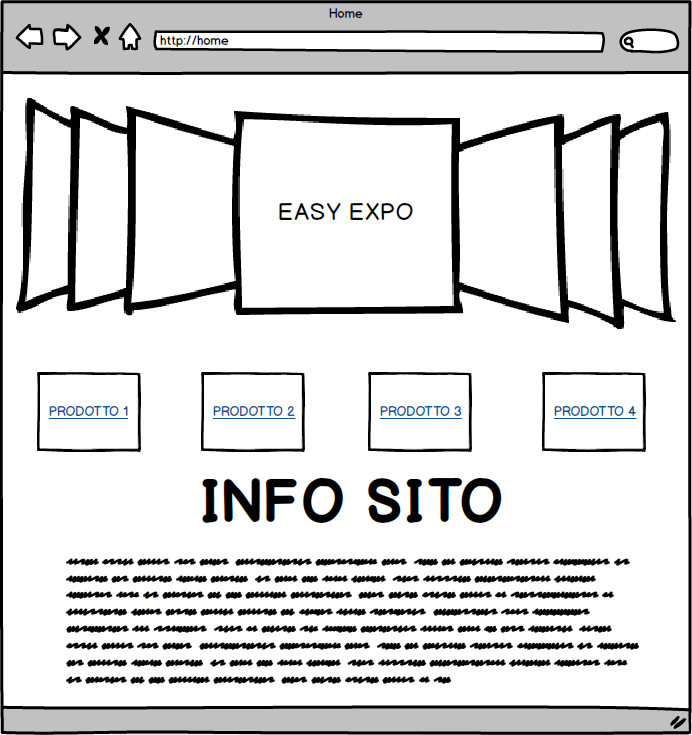 Home
http://home
EASY EXPO
PRODOTTO 1
PRODOTTO 2
PRODOTTO 3
PRODOTTO 4
INFO SITO